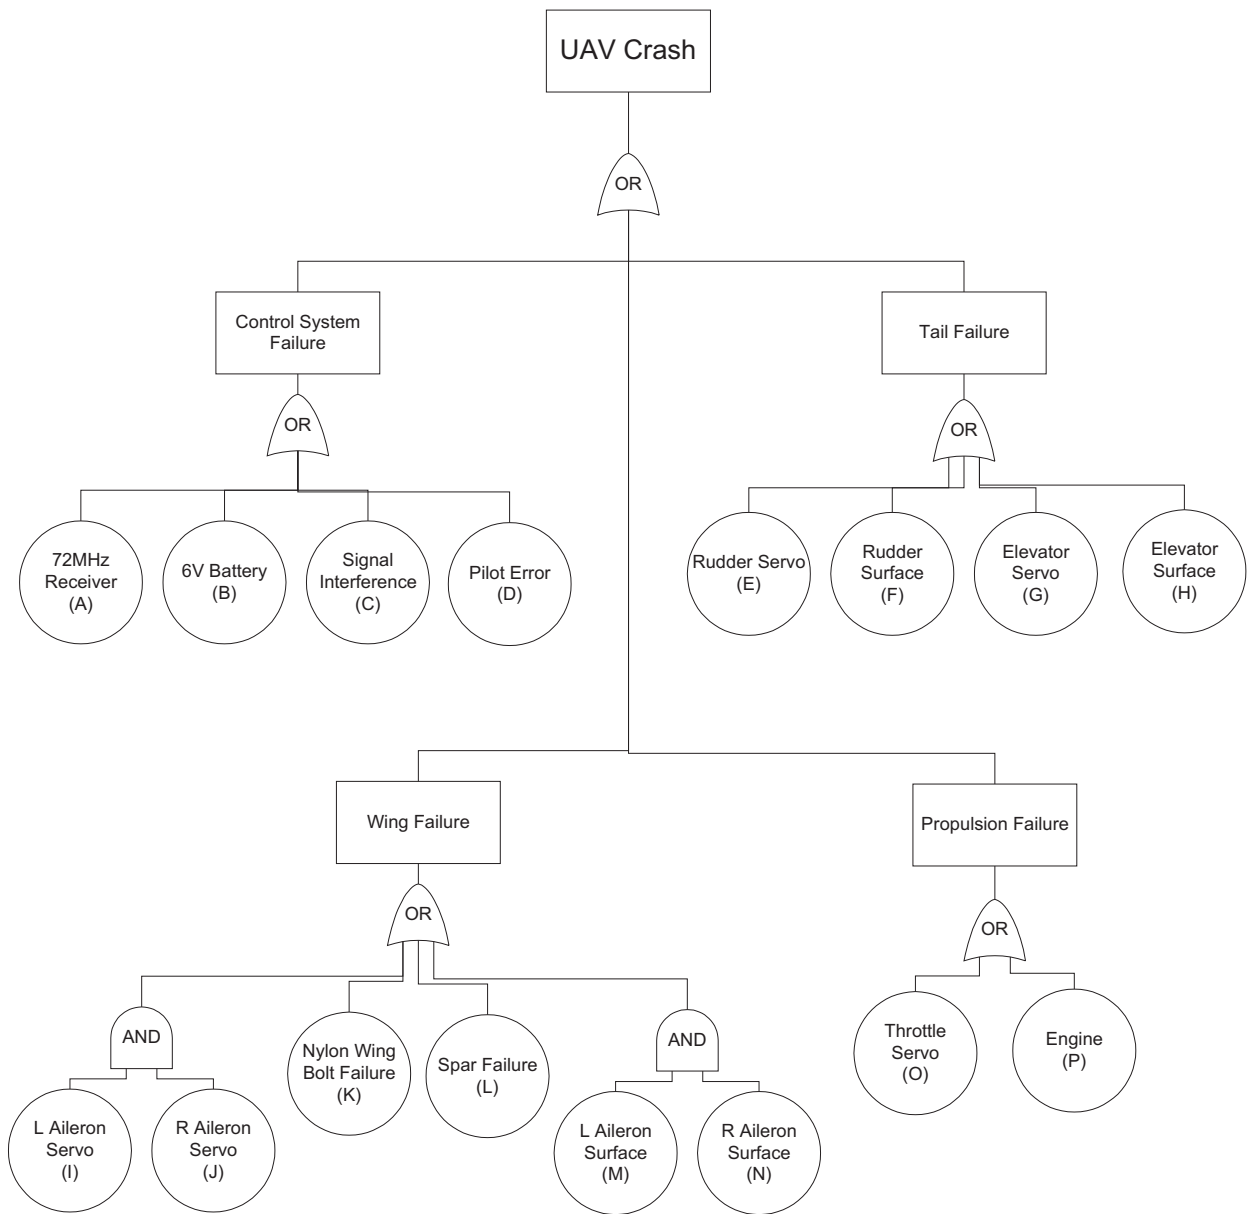 UAV Crash
OR
Control System
Failure
Tail Failure
OR
OR
72MHz
Receiver
(A)
6V Battery
(B)
Signal
Interference
(C)
Pilot Error
(D)
Rudder Servo
(E)
Rudder
Surface
(F)
Elevator
Servo
(G)
Elevator
Surface
(H)
Wing Failure
Propulsion Failure
OR
OR
AND
Nylon Wing
Bolt Failure
(K)
Spar Failure
(L)
AND
Throttle
Servo
(O)
Engine
(P)
L Aileron
Servo
(I)
R Aileron
Servo
(J)
L Aileron
Surface
(M)
R Aileron
Surface
(N)